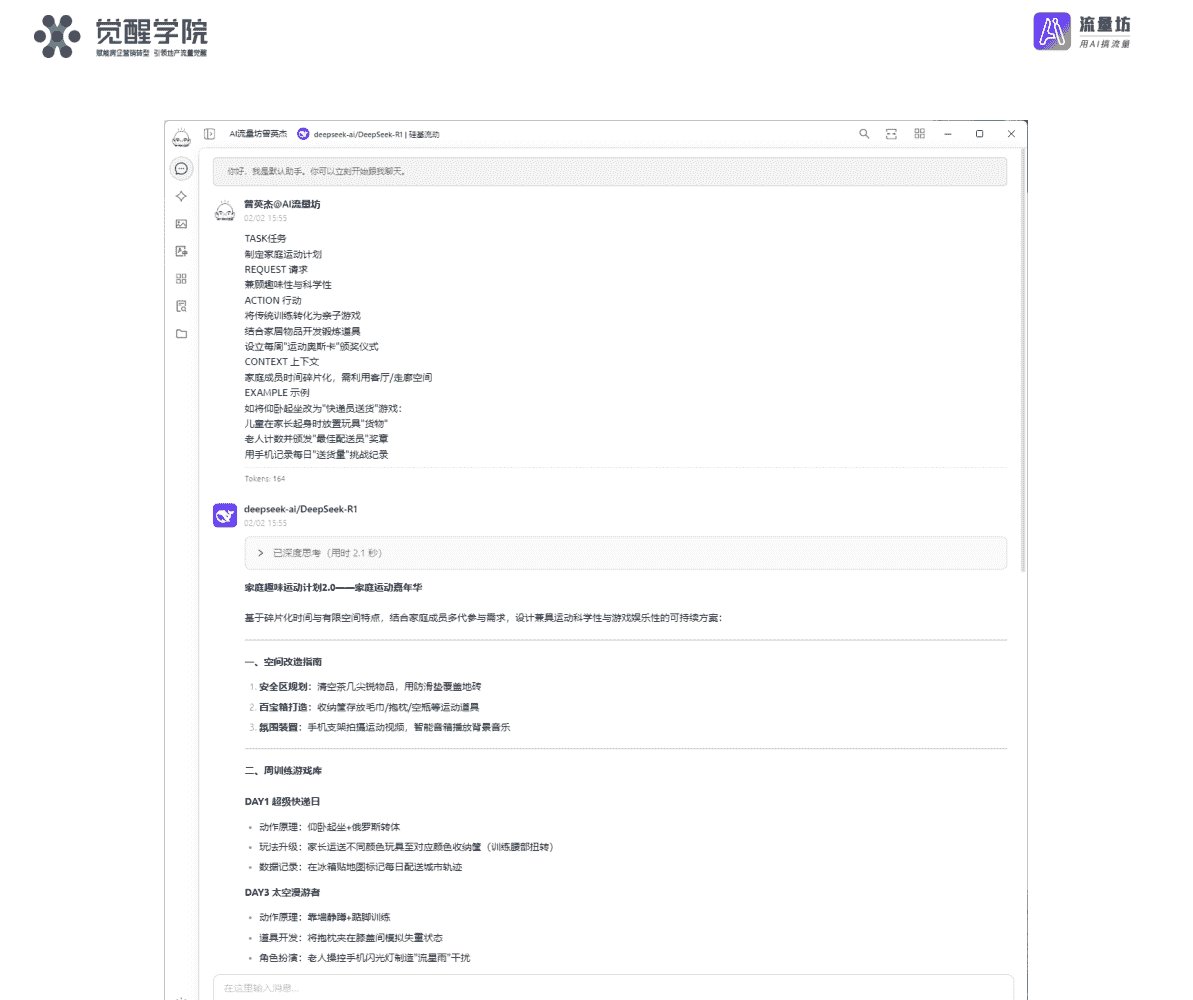 觉醒学院
赋能房企营销转型 引领地产流量觉醒
流量坊
用AI搞流量
AI流量坊曾英杰 deepseek-ai/DeepSeek-R1 | 硅基流动
你好，我是默认助手。你可以立刻开始跟我聊天。
曾英杰@AI流量坊
02/02 15:55
TASK任务
制定家庭运动计划
REQUEST 请求
兼顾趣味性与科学性
ACTION 行动
将传统训练转化为亲子游戏
结合家居物品开发锻炼道具
设立每周"运动奥斯卡"颁奖仪式
CONTEXT 上下文
家庭成员时间碎片化，需利用客厅/走廊空间
EXAMPLE 示例
如将仰卧起坐改为"快递员送货"游戏：
儿童在家长起身时放置玩具"货物"
老人计数并颁发"最佳配送员"奖章
用手机记录每日"送货量"挑战纪录
Tokens: 164
deepseek-ai/DeepSeek-R1
02/02 15:55
已深度思考（用时 2.1 秒）
家庭趣味运动计划2.0——家庭运动嘉年华
基于碎片化时间与有限空间特点，结合家庭成员多代参与需求，设计兼具运动科学性与游戏娱乐性的可持续方案：
一、空间改造指南
1. 安全区规划：清空茶几尖锐物品，用防滑垫覆盖地砖
2. 百宝箱打造：收纳筐存放毛巾/抱枕/空瓶等运动道具
3. 氛围装置：手机支架拍摄运动视频，智能音箱播放背景音乐
二、周训练游戏库
DAY1 超级快递日
• 动作原理：仰卧起坐+俄罗斯转体
• 玩法升级：家长运送不同颜色玩具至对应颜色收纳筐（训练腰部扭转）
• 数据记录：在冰箱贴地图标记每日配送城市轨迹
DAY3 太空漫游者
• 动作原理：靠墙静蹲+踮脚训练
• 道具开发：将抱枕夹在膝盖间模拟失重状态
• 角色扮演：老人操控手机闪光灯制造"流星雨"干扰
在这里输入消息...